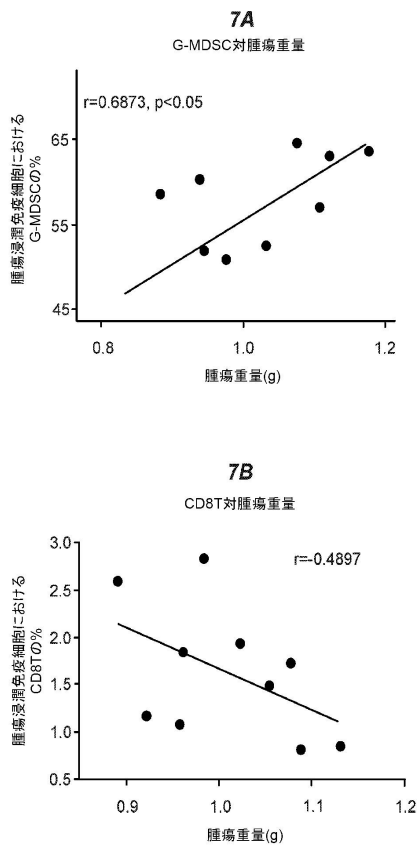 7A
G-MDSC対腫瘍重量
r=0.6873, p<0.05
腫瘍浸潤免疫細胞における
G-MDSCの%
65
55
45
0.8
1.0
1.2
腫瘍重量(g)
7B
CD8T対腫瘍重量
r=-0.4897
腫瘍浸潤免疫細胞における
CD8Tの%
3.0
2.5
2.0
1.5
1.0
0.5
0.9
1.0
1.1
1.2
腫瘍重量(g)